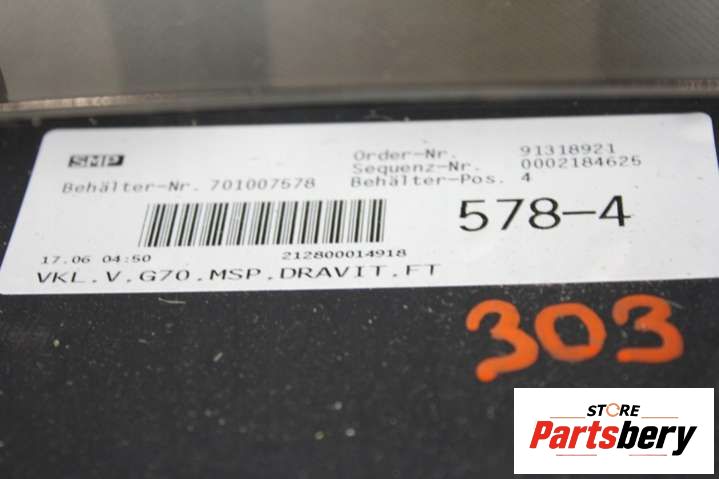 SMP
Order-Nr. 91318921
Sequenz-Nr. 0002184625
Behälter-Nr. 701007578 Behälter-Pos. 4
578-4
17.06 04:50 212800014918
VKL.V.G70.MSP.DRAVIT.FT
303
STORE
Partsbery